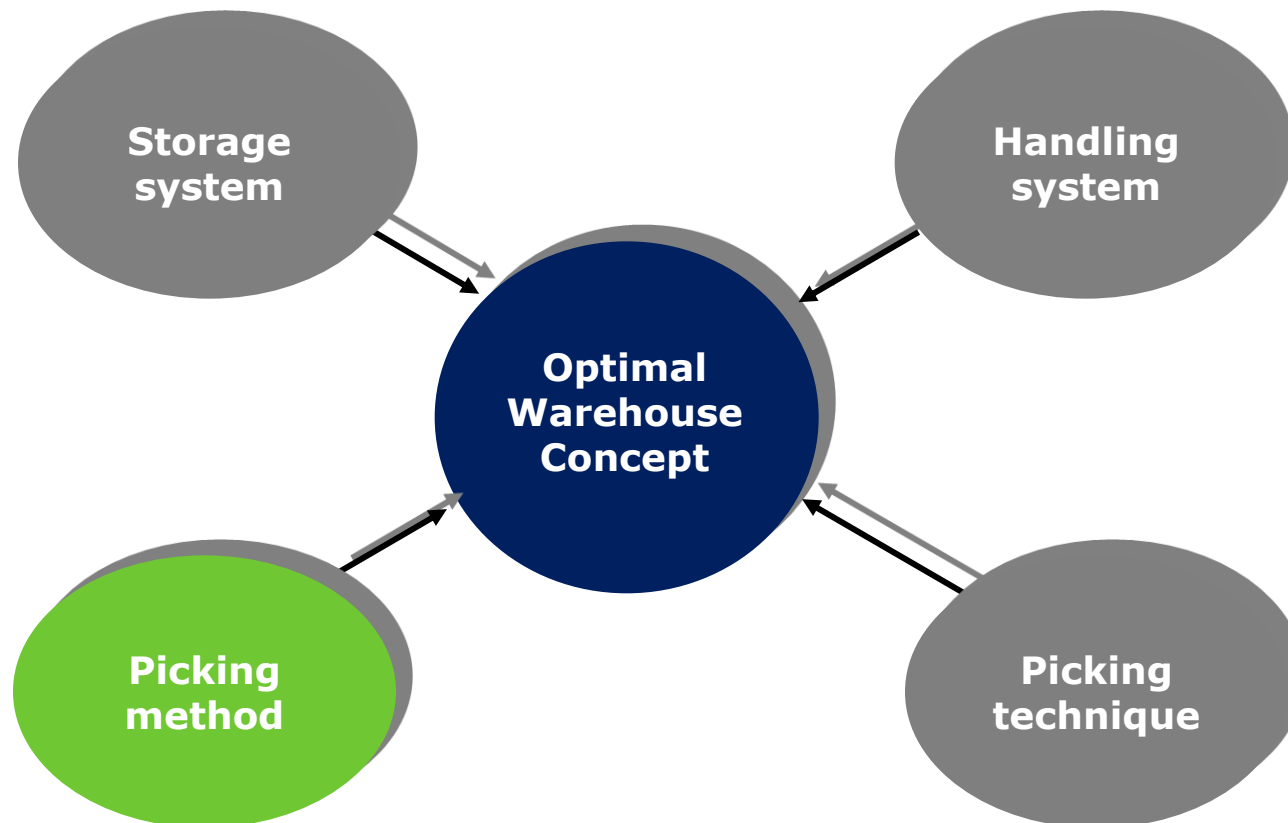 Storage
system
Handling
system
Optimal
Warehouse
Concept
Picking
method
Picking
technique